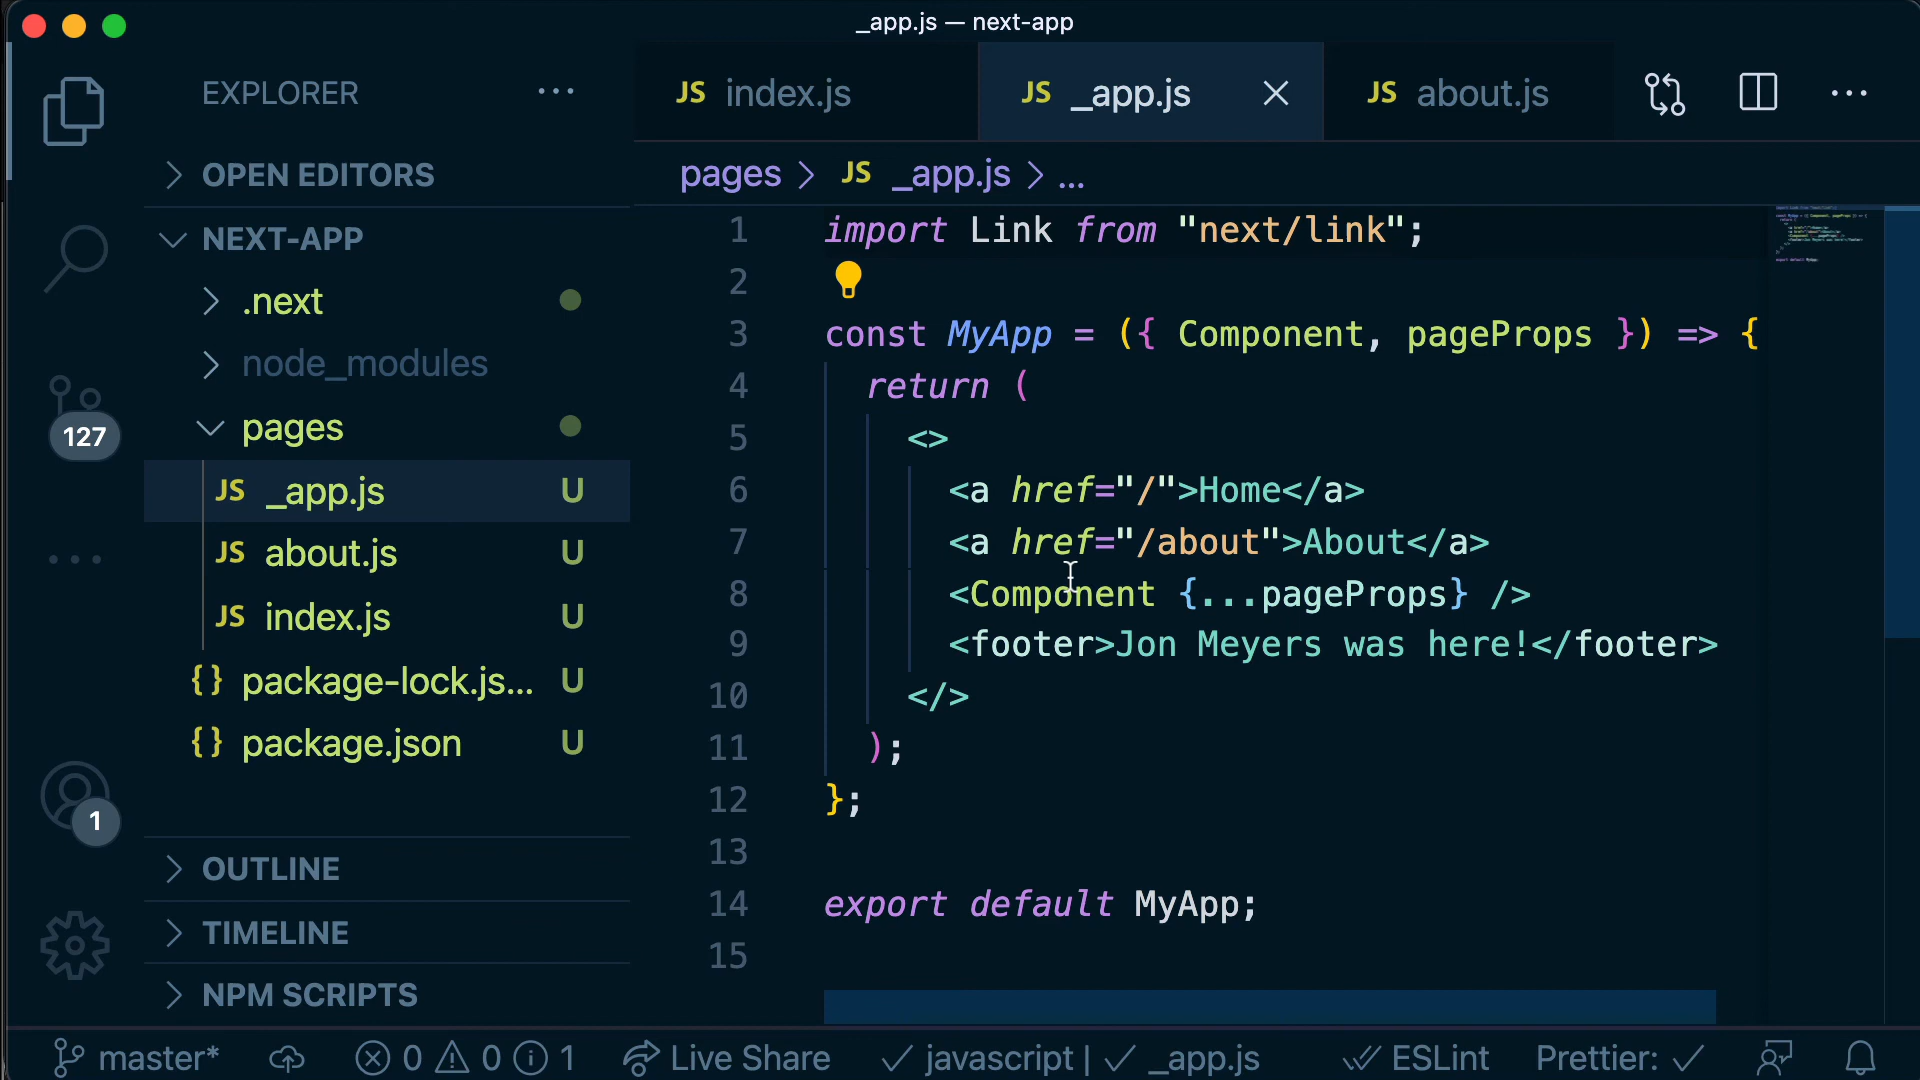 _app.js — next-app
EXPLORER
JS index.js
JS _app.js
JS about.js
OPEN EDITORS
pages > JS _app.js > ...
NEXT-APP
.next
node_modules
pages
JS _app.js U
JS about.js U
JS index.js U
{} package-lock.js... U
{} package.json U
127
1
OUTLINE
TIMELINE
NPM SCRIPTS
1 import Link from "next/link";
2
3 const MyApp = ({ Component, pageProps }) => {
4 return (
5 <>
6 <a href="/">Home</a>
7 <a href="/about">About</a>
8 <Component {...pageProps} />
9 <footer>Jon Meyers was here!</footer>
10 </>
11 );
12 };
13
14 export default MyApp;
15
master* 0 0 1 Live Share ✓ javascript | ✓ _app.js ESLint Prettier: ✓